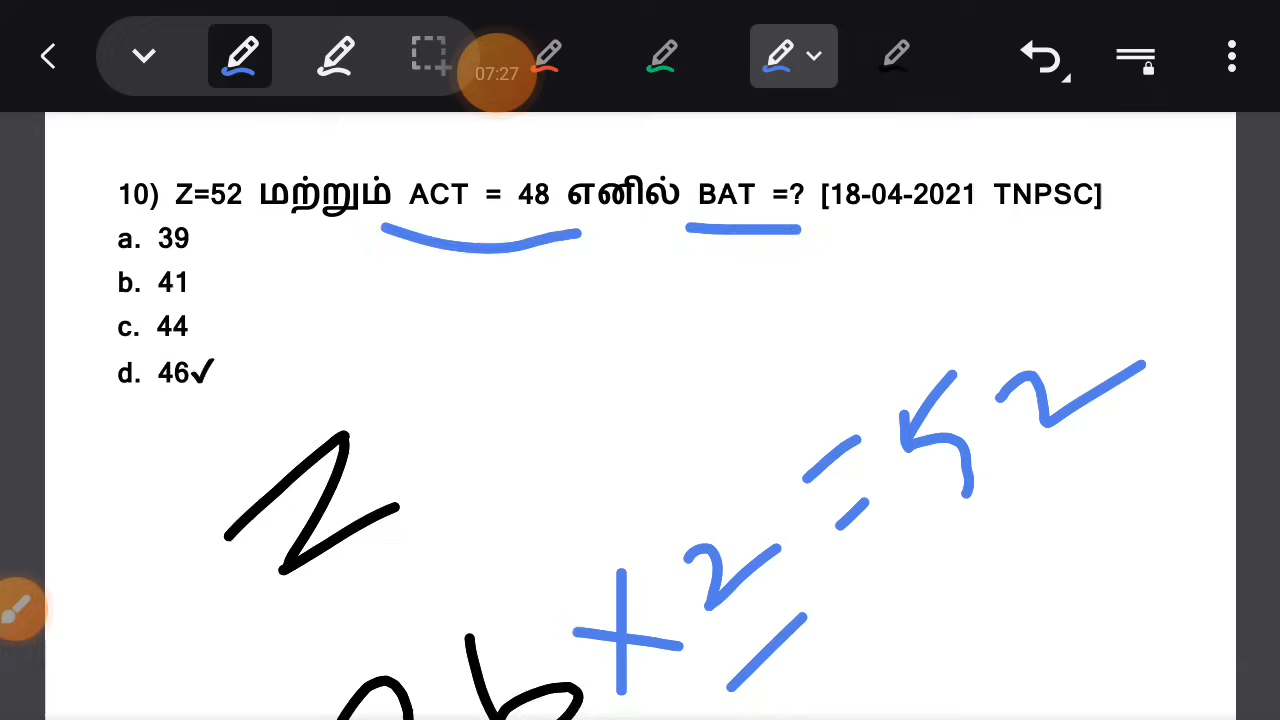 07:27
10) Z=52 மற்றும் ACT = 48 எனில் BAT =? [18-04-2021 TNPSC]
a. 39
b. 41
c. 44
d. 46✓
Z
26 × 2 = 52